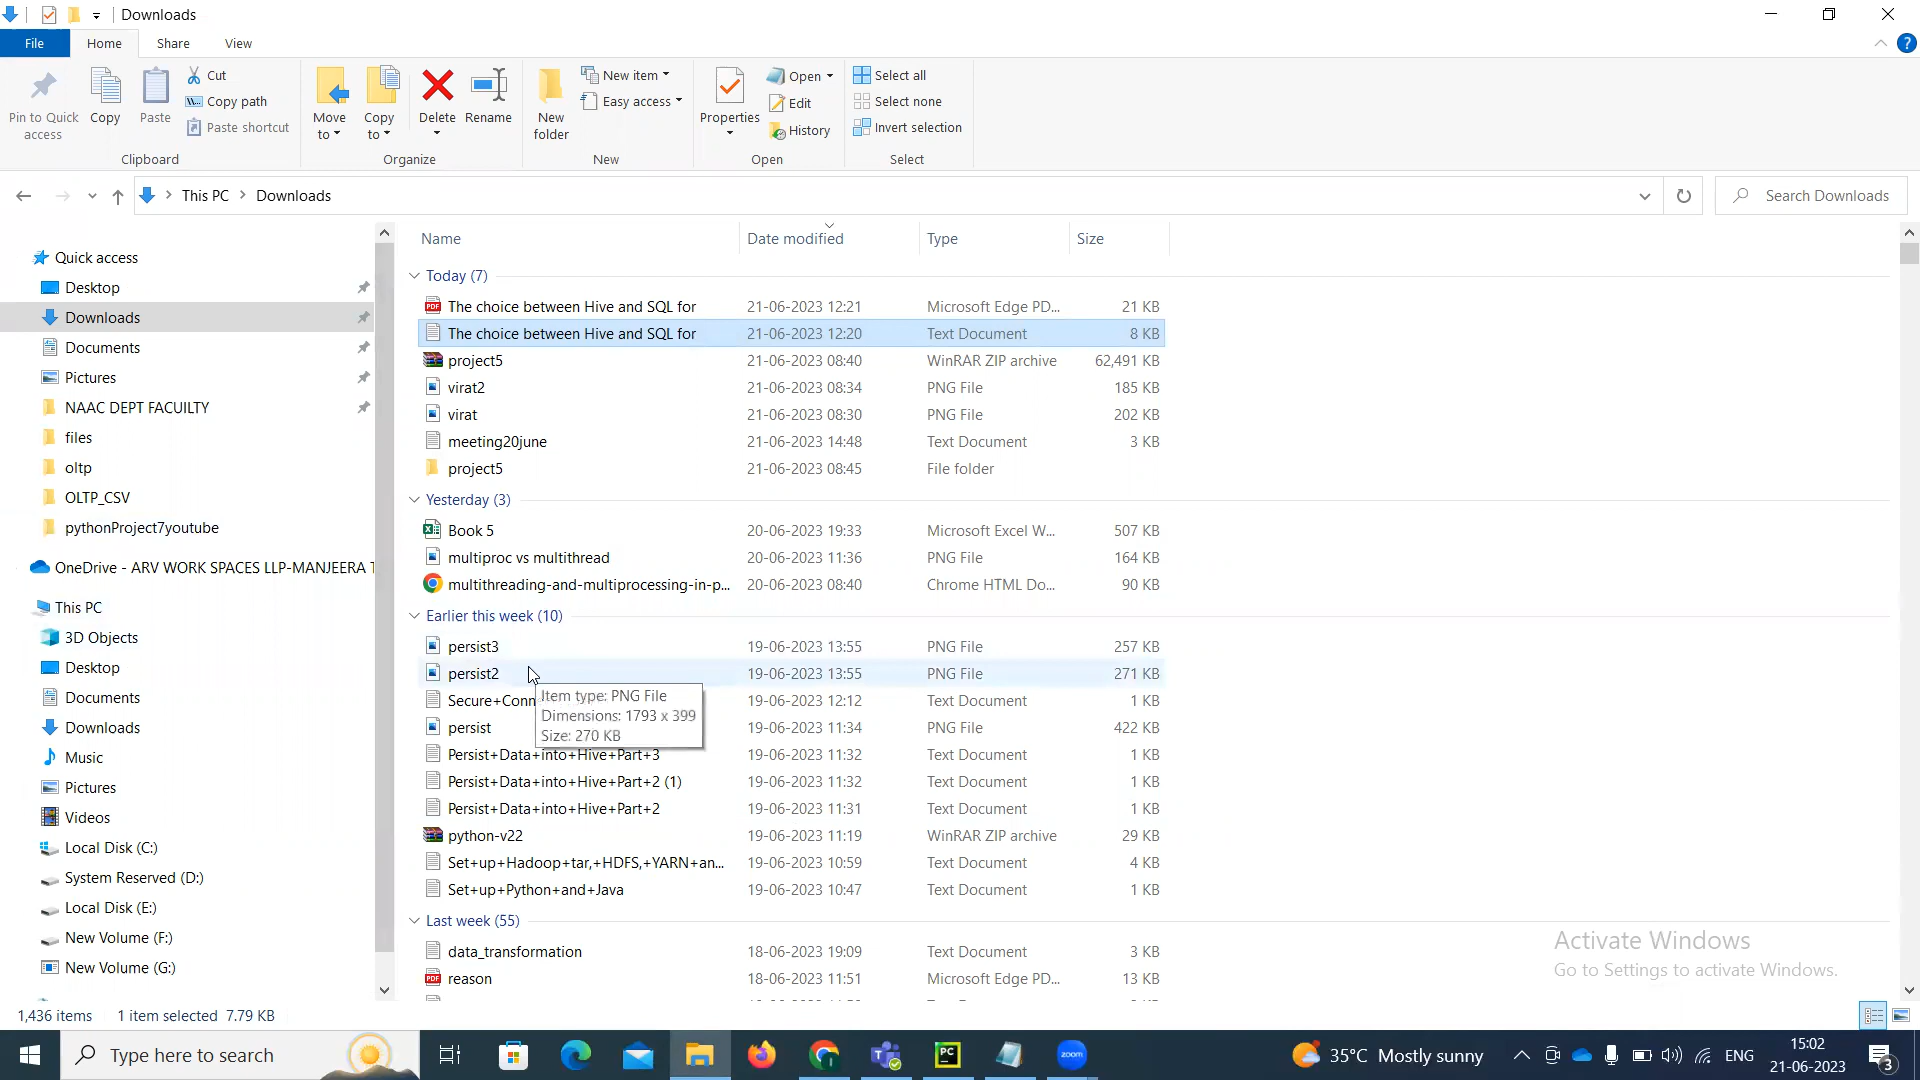 Downloads
File Home Share View
Pin to Quick access
Copy
Paste
Cut
Copy path
Paste shortcut
Clipboard
Move to
Copy to
Delete
Rename
Organize
New folder
New item
Easy access
New
Properties
Open
Edit
History
Open
Select all
Select none
Invert selection
Select
This PC > Downloads
Search Downloads
Quick access
Desktop
Downloads
Documents
Pictures
NAAC DEPT FACUILTY
files
oltp
OLTP_CSV
pythonProject7youtube
OneDrive - ARV WORK SPACES LLP-MANJEERA
This PC
3D Objects
Desktop
Documents
Downloads
Music
Pictures
Videos
Local Disk (C:)
System Reserved (D:)
Local Disk (E:)
New Volume (F:)
New Volume (G:)
Name Date modified Type Size
Today (7)
The choice between Hive and SQL for 21-06-2023 12:21 Microsoft Edge PD... 21 KB
The choice between Hive and SQL for 21-06-2023 12:20 Text Document 8 KB
project5 21-06-2023 08:40 WinRAR ZIP archive 62,491 KB
virat2 21-06-2023 08:34 PNG File 185 KB
virat 21-06-2023 08:30 PNG File 202 KB
meeting20june 21-06-2023 14:48 Text Document 3 KB
project5 21-06-2023 08:45 File folder
Yesterday (3)
Book 5 20-06-2023 19:33 Microsoft Excel W... 507 KB
multiproc vs multithread 20-06-2023 11:36 PNG File 164 KB
multithreading-and-multiprocessing-in-p... 20-06-2023 08:40 Chrome HTML Do... 90 KB
Earlier this week (10)
persist3 19-06-2023 13:55 PNG File 257 KB
persist2 19-06-2023 13:55 PNG File 271 KB
Secure+Conn 19-06-2023 12:12 Text Document 1 KB
persist 19-06-2023 11:34 PNG File 422 KB
Persist+Data+into+Hive+Part+3 19-06-2023 11:32 Text Document 1 KB
Persist+Data+into+Hive+Part+2 (1) 19-06-2023 11:32 Text Document 1 KB
Persist+Data+into+Hive+Part+2 19-06-2023 11:31 Text Document 1 KB
python-v22 19-06-2023 11:19 WinRAR ZIP archive 29 KB
Set+up+Hadoop+tar,+HDFS,+YARN+an... 19-06-2023 10:59 Text Document 4 KB
Set+up+Python+and+Java 19-06-2023 10:47 Text Document 1 KB
Last week (55)
data_transformation 18-06-2023 19:09 Text Document 3 KB
reason 18-06-2023 11:51 Microsoft Edge PD... 13 KB
Item type: PNG File
Dimensions: 1793 x 399
Size: 270 KB
Activate Windows
Go to Settings to activate Windows.
1,436 items 1 item selected 7.79 KB
Type here to search
zoom
35°C Mostly sunny
ENG
15:02
21-06-2023
3